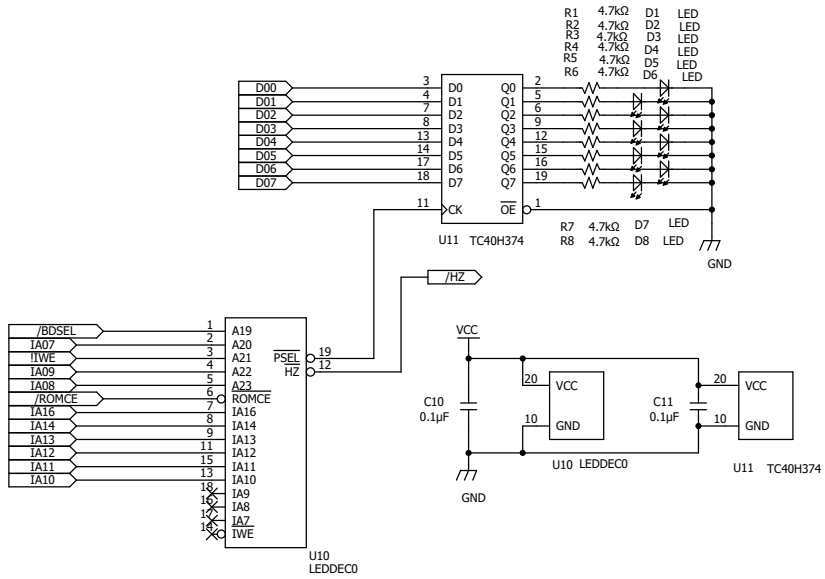 R1 4.7kΩ D1 LED
R2 4.7kΩ D2 LED
R3 4.7kΩ D3 LED
R4 4.7kΩ D4 LED
R5 4.7kΩ D5 LED
R6 4.7kΩ D6 LED
D00 3 D0 Q0 2
D01 4 D1 Q1 5
D02 7 D2 Q2 6
D03 8 D3 Q3 9
D04 13 D4 Q4 12
D05 14 D5 Q5 15
D06 17 D6 Q6 16
D07 18 D7 Q7 19
11 CK OE 1
U11 TC40H374
R7 4.7kΩ D7 LED
R8 4.7kΩ D8 LED
GND
/HZ
/BDSEL 1 A19
IA07 2 A20
!IWE 3 A21 PSEL 19
IA09 4 A22 HZ 12
IA08 5 A23
/ROMCE 6 ROMCE
IA16 7 IA16
IA14 8 IA14
IA13 9 IA13
IA12 11 IA12
IA11 15 IA11
IA10 13 IA10
18 IA9
16 IA8
17 IA7
14 IWE
U10
LEDDEC0
VCC
20 VCC
20 VCC
C10
0.1µF
C11
0.1µF
10 GND
10 GND
U10 LEDDEC0
U11 TC40H374
GND